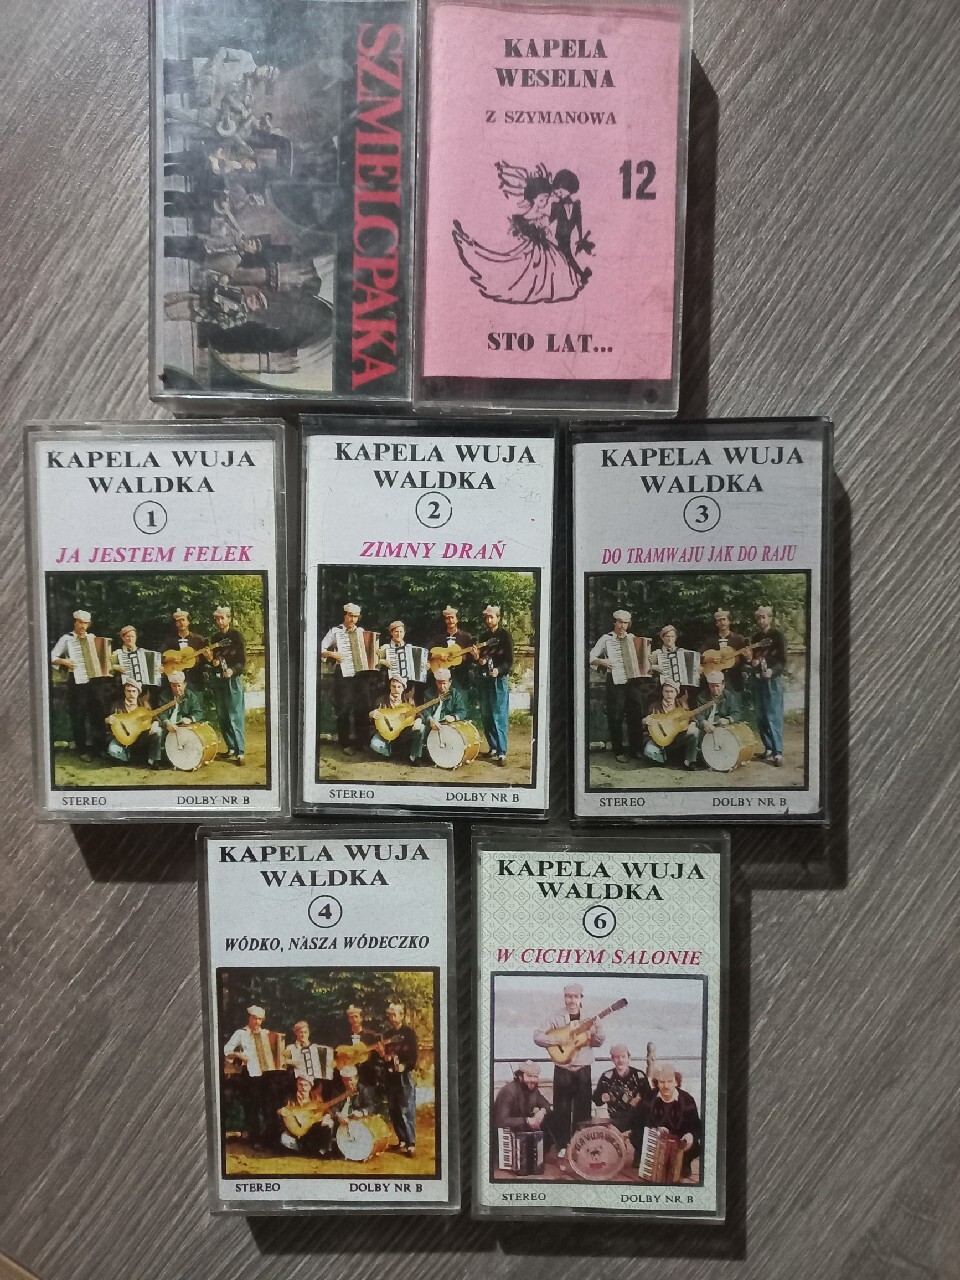 SZMELCPAKA
KAPELA
WESELNA
Z SZYMANOWA
12
STO LAT...
KAPELA WUJA
WALDKA
1
JA JESTEM FELEK
STEREO DOLBY NR B
KAPELA WUJA
WALDKA
2
ZIMNY DRAŃ
STEREO DOLBY NR B
KAPELA WUJA
WALDKA
3
DO TRAMWAJU JAK DO RAJU
STEREO DOLBY NR B
KAPELA WUJA
WALDKA
4
WÓDKO, NASZA WÓDECZKO
STEREO DOLBY NR B
KAPELA WUJA
WALDKA
6
W CICHYM SALONIE
STEREO DOLBY NR B